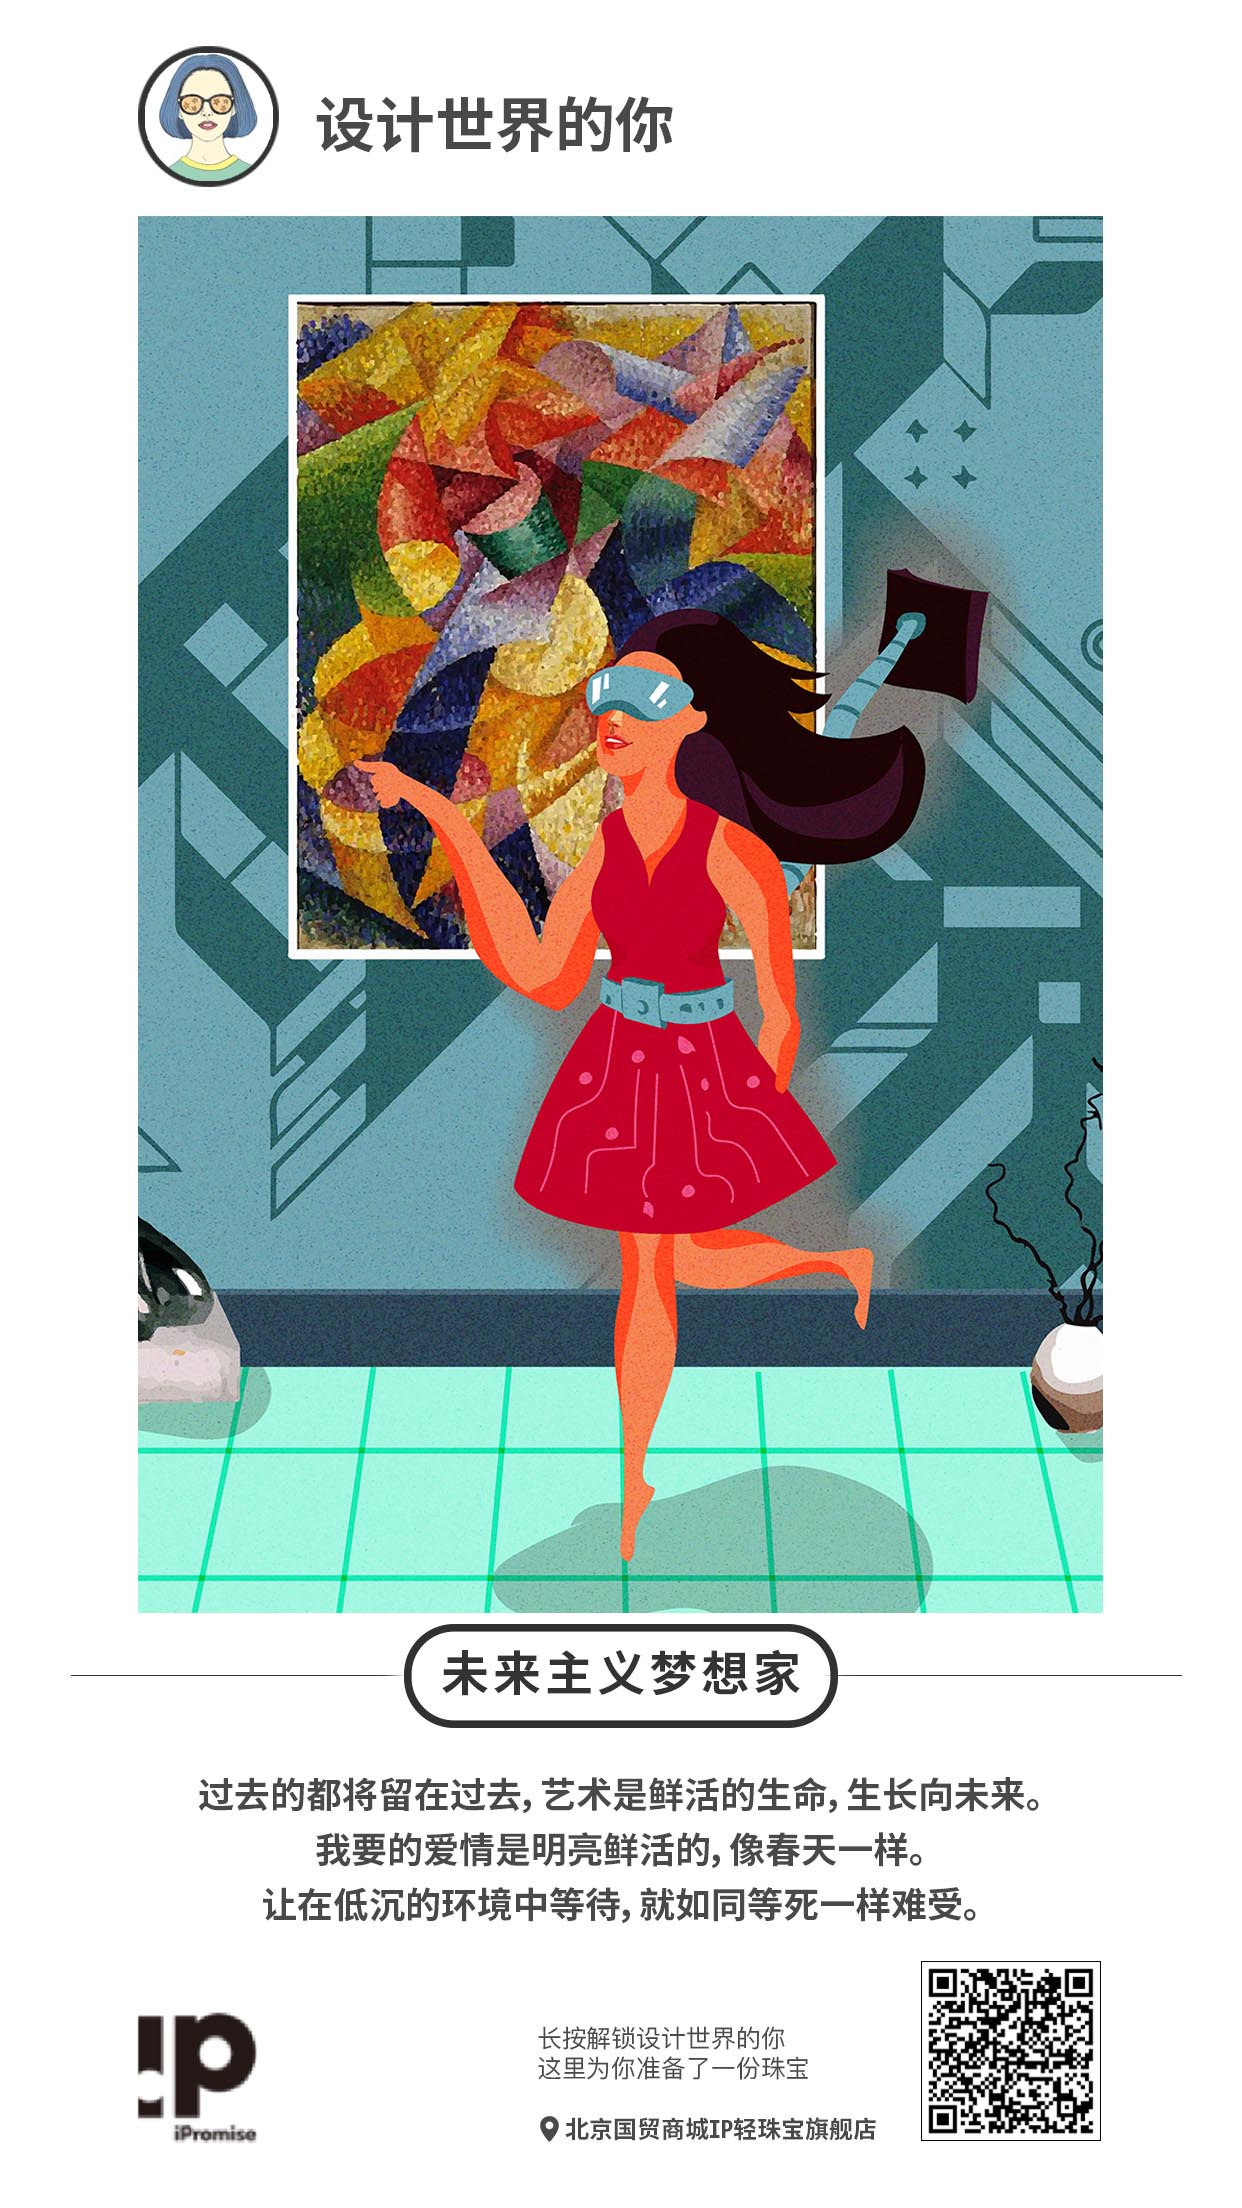 设计世界的你
未来主义梦想家
过去的都将留在过去，艺术是鲜活的生命，生长向未来。
我要的爱情是明亮鲜活的，像春天一样。
让在低沉的环境中等待，就如同等死一样难受。
ip
iPromise
长按解锁设计世界的你
这里为你准备了一份珠宝
北京国贸商城IP轻珠宝旗舰店